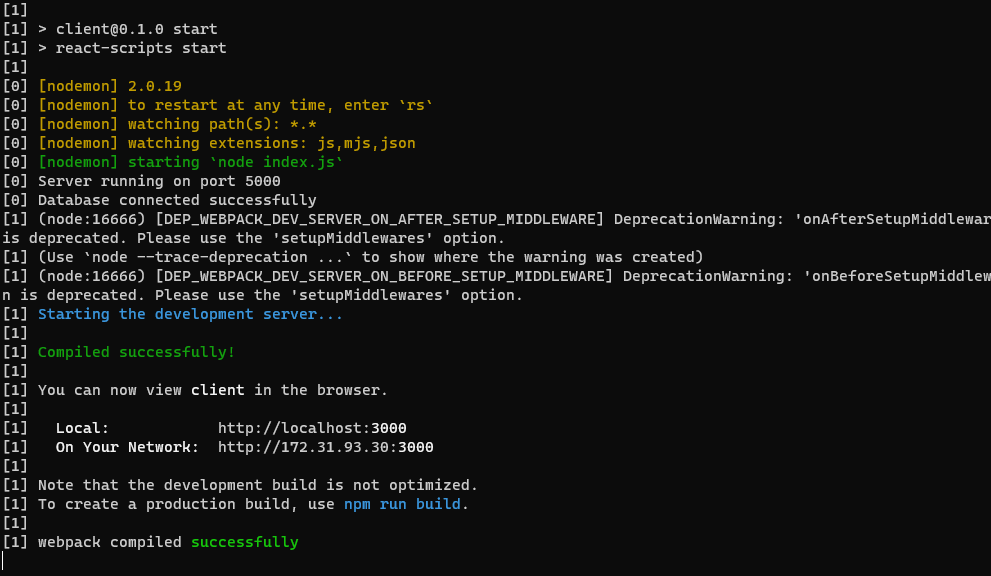 [1]
[1] > client@0.1.0 start
[1] > react-scripts start
[1]
[0] [nodemon] 2.0.19
[0] [nodemon] to restart at any time, enter `rs`
[0] [nodemon] watching path(s): *.*
[0] [nodemon] watching extensions: js,mjs,json
[0] [nodemon] starting `node index.js`
[0] Server running on port 5000
[0] Database connected successfully
[1] (node:16666) [DEP_WEBPACK_DEV_SERVER_ON_AFTER_SETUP_MIDDLEWARE] DeprecationWarning: 'onAfterSetupMiddlewar
is deprecated. Please use the 'setupMiddlewares' option.
[1] (Use `node --trace-deprecation ...` to show where the warning was created)
[1] (node:16666) [DEP_WEBPACK_DEV_SERVER_ON_BEFORE_SETUP_MIDDLEWARE] DeprecationWarning: 'onBeforeSetupMiddlew
n is deprecated. Please use the 'setupMiddlewares' option.
[1] Starting the development server...
[1]
[1] Compiled successfully!
[1]
[1] You can now view client in the browser.
[1]
[1]   Local:            http://localhost:3000
[1]   On Your Network:  http://172.31.93.30:3000
[1]
[1] Note that the development build is not optimized.
[1] To create a production build, use npm run build.
[1]
[1] webpack compiled successfully